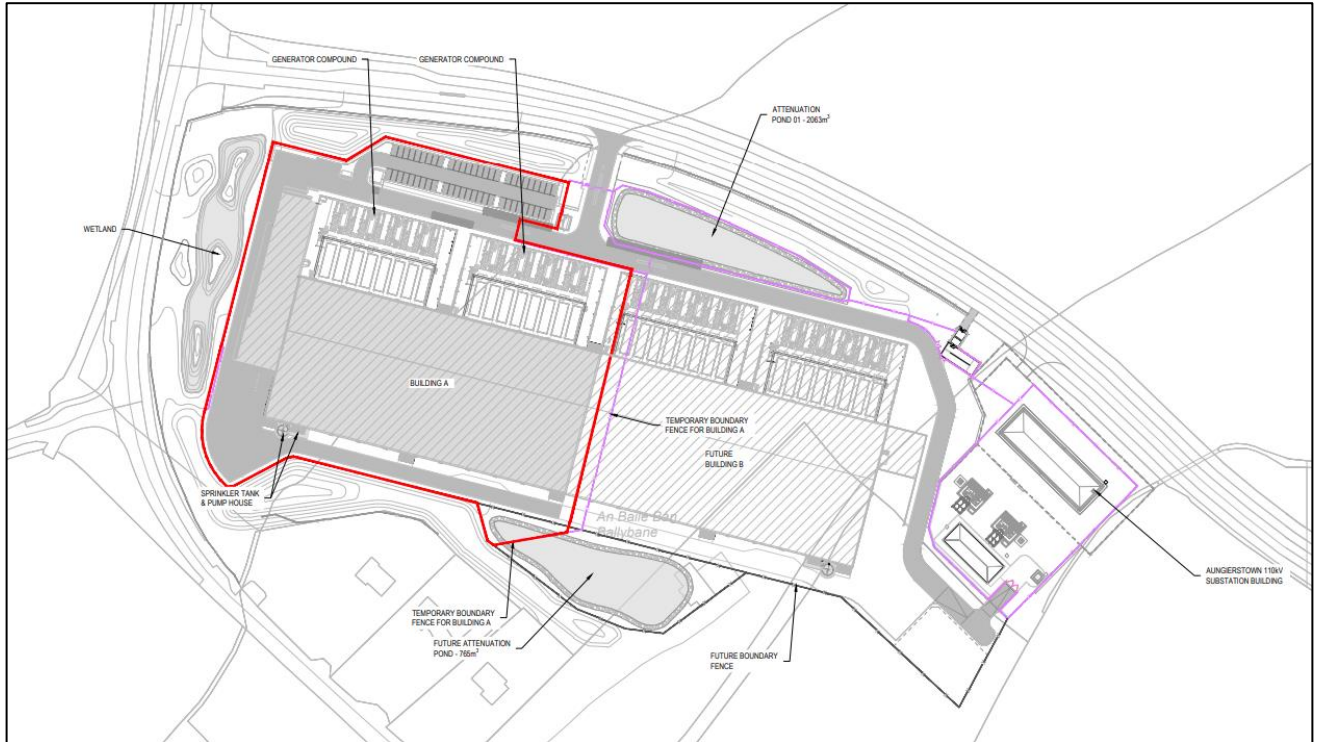 GENERATOR COMPOUND
GENERATOR COMPOUND
ATTENUATION
POND 01 - 2063m³
WETLAND
BUILDING A
TEMPORARY BOUNDARY
FENCE FOR BUILDING A
FUTURE
BUILDING B
SPRINKLER TANK
& PUMP HOUSE
An Baile Bán
Ballybane
AUNGIERSTOWN 110kV
SUBSTATION BUILDING
TEMPORARY BOUNDARY
FENCE FOR BUILDING A
FUTURE ATTENUATION
POND - 765m³
FUTURE BOUNDARY
FENCE